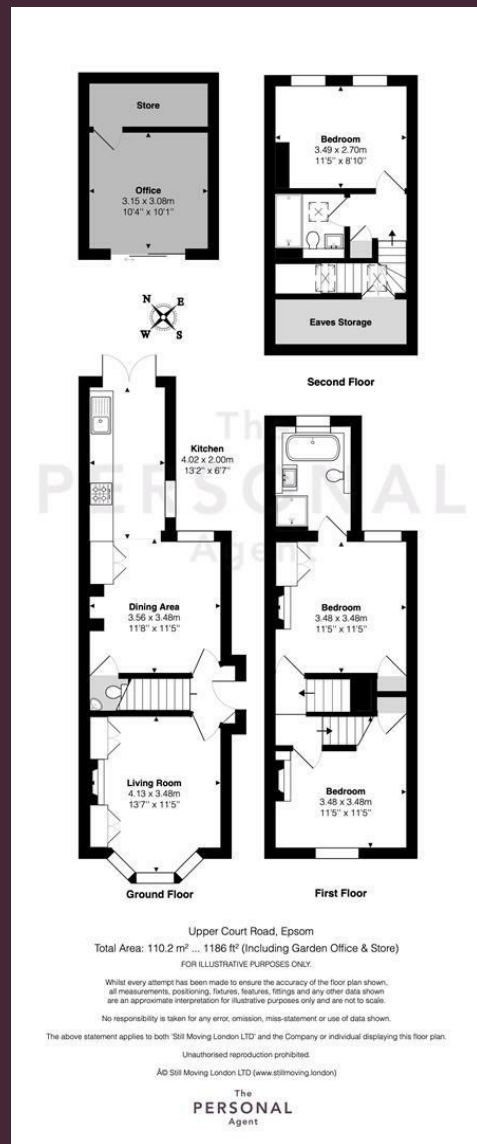 Store
Office
3.15 x 3.08m
10'4" x 10'1"
Bedroom
3.49 x 2.70m
11'5" x 8'10"
Eaves Storage
Second Floor
N
E
W
S
The
PERSONAL
Agent
Kitchen
4.02 x 2.00m
13'2" x 6'7"
Dining Area
3.56 x 3.48m
11'8" x 11'5"
Living Room
4.13 x 3.48m
13'7" x 11'5"
Ground Floor
Bedroom
3.48 x 3.48m
11'5" x 11'5"
Bedroom
3.48 x 3.48m
11'5" x 11'5"
First Floor
Upper Court Road, Epsom
Total Area: 110.2 m² ... 1186 ft² (Including Garden Office & Store)
FOR ILLUSTRATIVE PURPOSES ONLY.
Whilst every attempt has been made to ensure the accuracy of the floor plan shown,
all measurements, positioning, fixtures, features, fittings and any other data shown
are an approximate interpretation for illustrative purposes only and are not to scale.
No responsibility is taken for any error, omission, miss-statement or use of data shown.
The above statement applies to both 'Still Moving London LTD' and the Company or individual displaying this floor plan.
Unauthorised reproduction prohibited.
Â© Still Moving London LTD (www.stillmoving.london)
The
PERSONAL
Agent